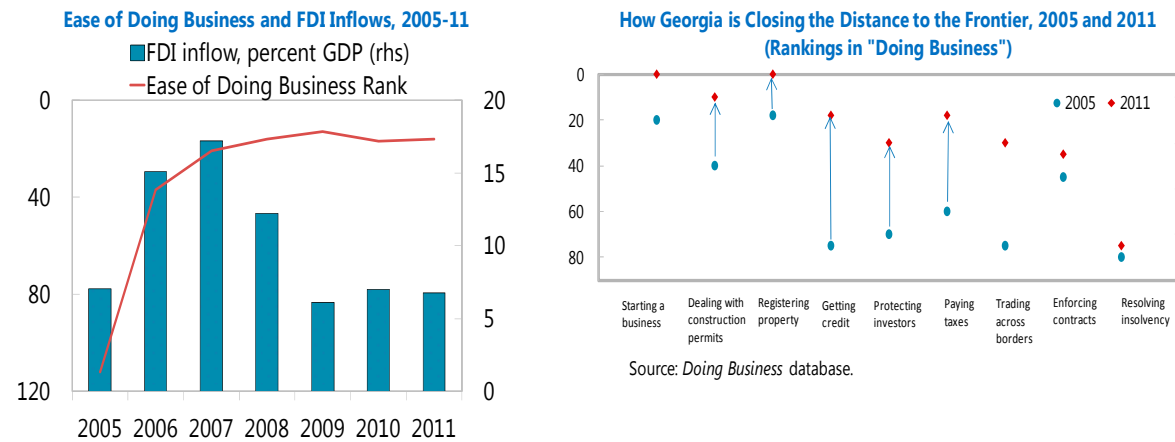 Ease of Doing Business and FDI Inflows, 2005-11
FDI inflow, percent GDP (rhs)
Ease of Doing Business Rank
0
40
80
120
20
15
10
5
0
2005 2006 2007 2008 2009 2010 2011
How Georgia is Closing the Distance to the Frontier, 2005 and 2011
(Rankings in "Doing Business")
0
20
40
60
80
2005 2011
Starting a
business
Dealing with
construction
permits
Registering
property
Getting
credit
Protecting
investors
Paying
taxes
Trading
across
borders
Enforcing
contracts
Resolving
insolvency
Source: Doing Business database.